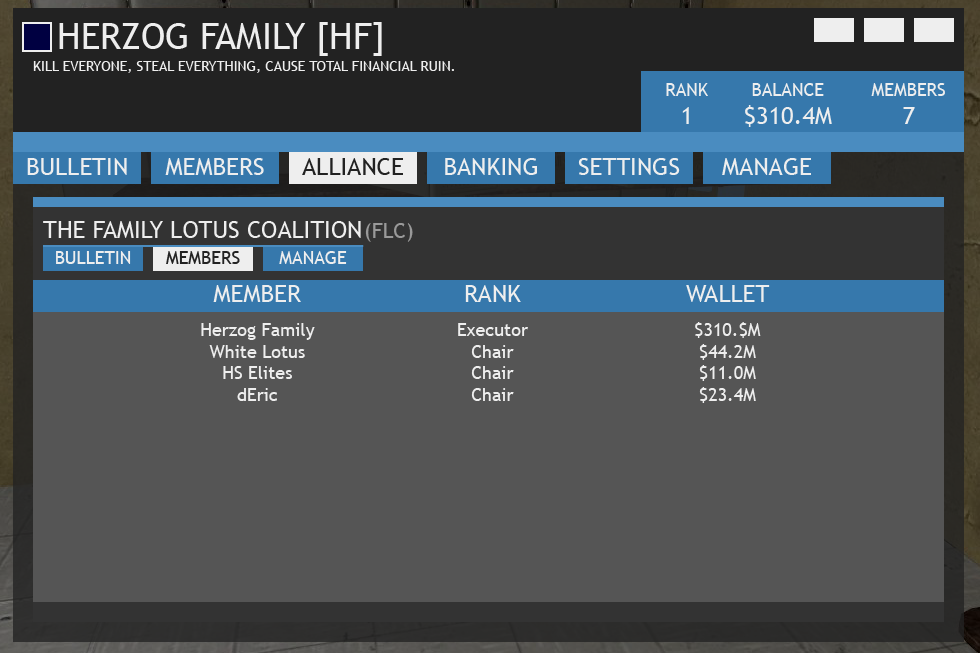 HERZOG FAMILY [HF]
KILL EVERYONE, STEAL EVERYTHING, CAUSE TOTAL FINANCIAL RUIN.
RANK BALANCE MEMBERS
1 $310.4M 7
BULLETIN MEMBERS ALLIANCE BANKING SETTINGS MANAGE
THE FAMILY LOTUS COALITION (FLC)
BULLETIN MEMBERS MANAGE
MEMBER RANK WALLET
Herzog Family Executor $310.$M
White Lotus Chair $44.2M
HS Elites Chair $11.0M
dEric Chair $23.4M